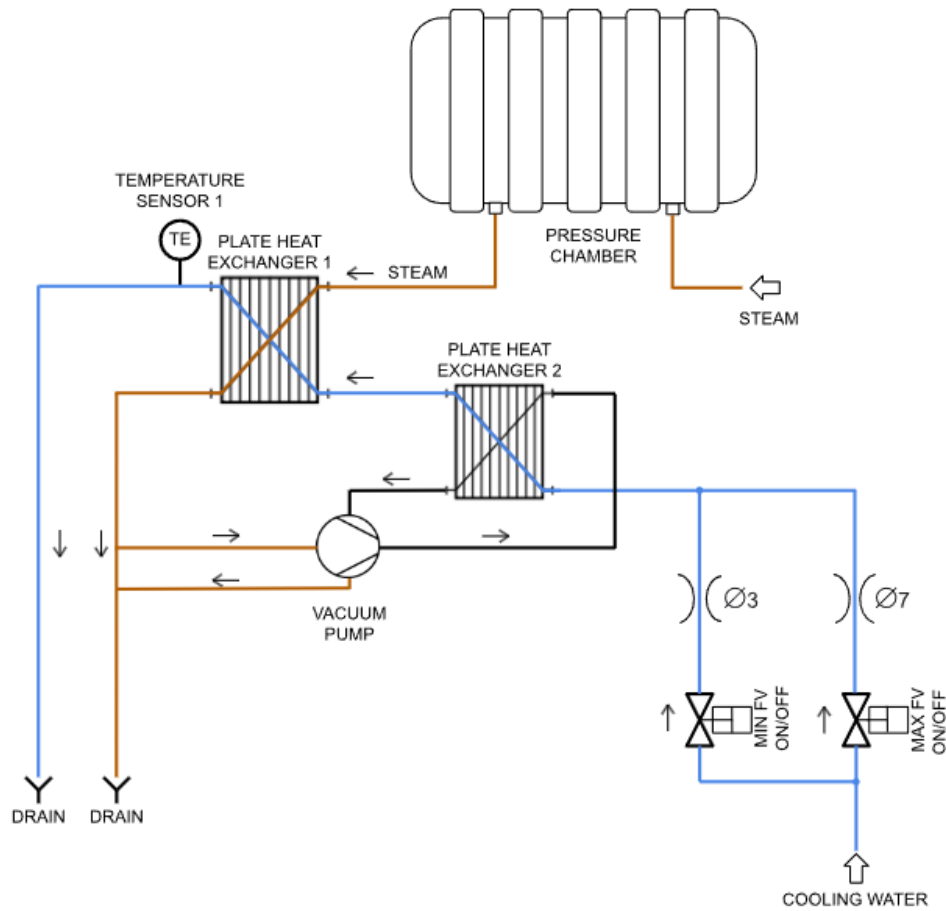 TEMPERATURE
SENSOR 1
TE
PLATE HEAT
EXCHANGER 1
STEAM
PRESSURE
CHAMBER
STEAM
PLATE HEAT
EXCHANGER 2
VACUUM
PUMP
Ø3
Ø7
MIN FV
ON/OFF
MAX FV
ON/OFF
DRAIN
DRAIN
COOLING WATER